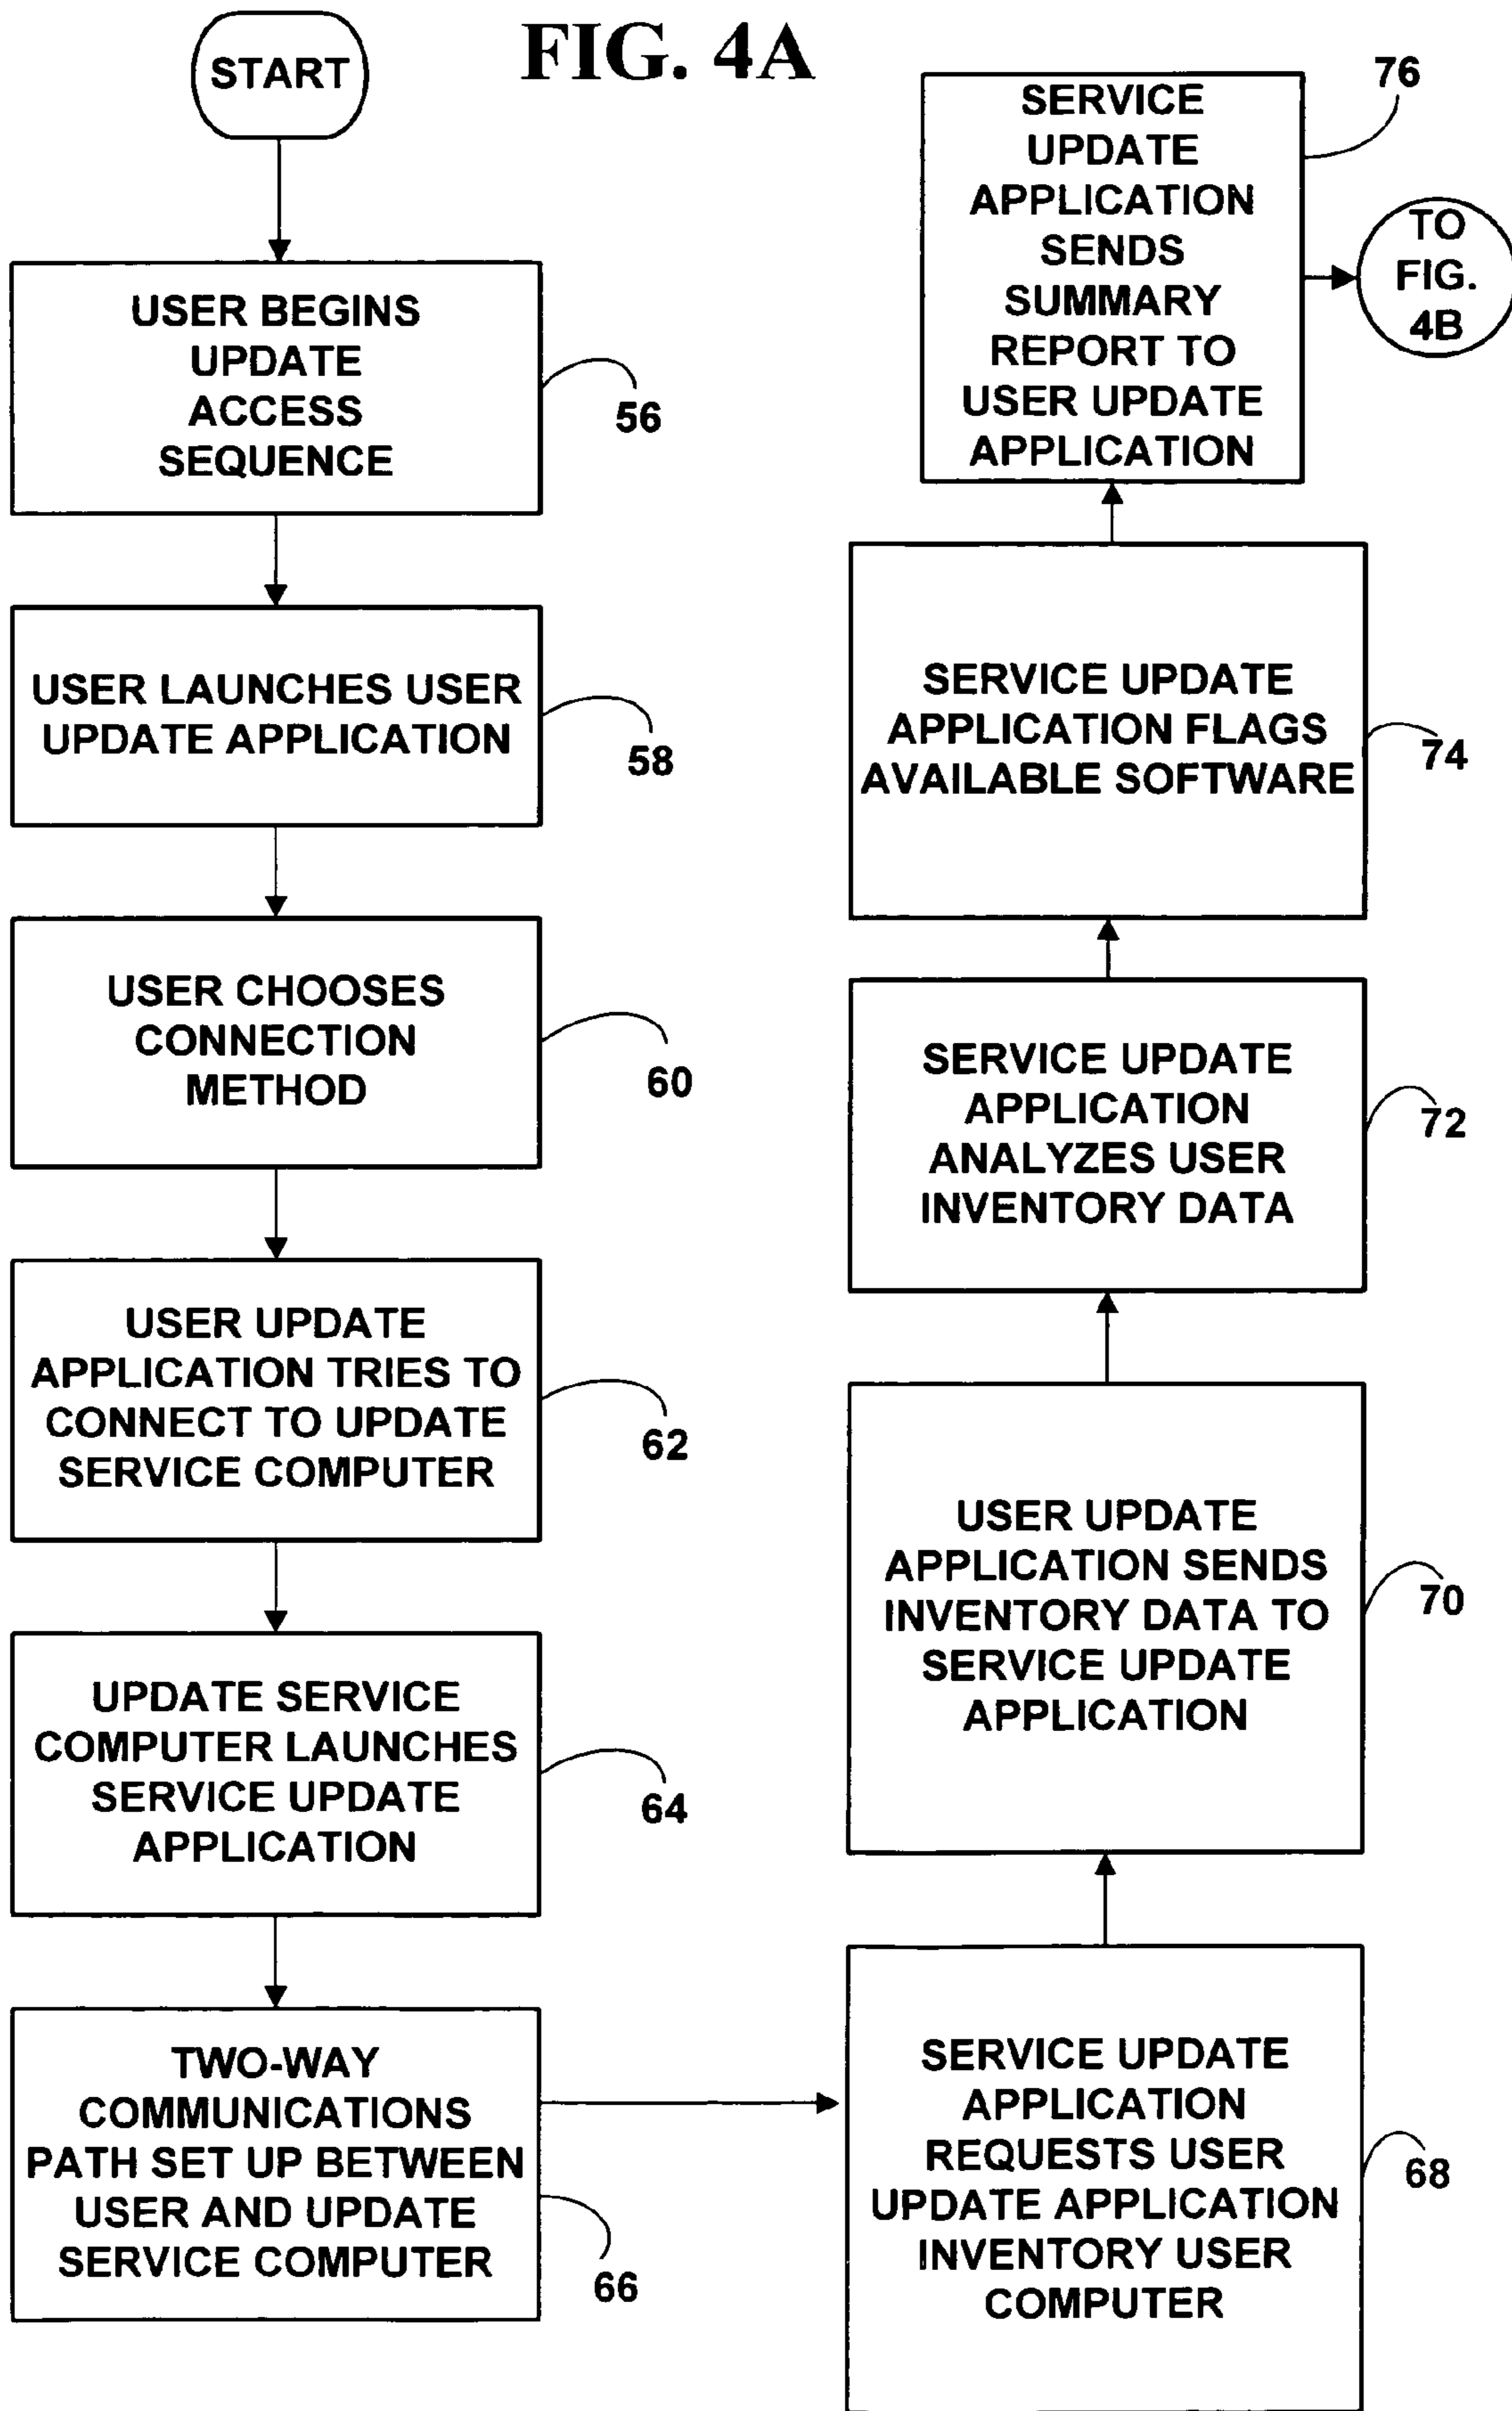 FIG. 4A
START
USER BEGINS
UPDATE
ACCESS
SEQUENCE
56
USER LAUNCHES USER
UPDATE APPLICATION
58
USER CHOOSES
CONNECTION
METHOD
60
USER UPDATE
APPLICATION TRIES TO
CONNECT TO UPDATE
SERVICE COMPUTER
62
UPDATE SERVICE
COMPUTER LAUNCHES
SERVICE UPDATE
APPLICATION
64
TWO-WAY
COMMUNICATIONS
PATH SET UP BETWEEN
USER AND UPDATE
SERVICE COMPUTER
66
SERVICE UPDATE
APPLICATION
REQUESTS USER
UPDATE APPLICATION
INVENTORY USER
COMPUTER
68
USER UPDATE
APPLICATION SENDS
INVENTORY DATA TO
SERVICE UPDATE
APPLICATION
70
SERVICE UPDATE
APPLICATION
ANALYZES USER
INVENTORY DATA
72
SERVICE UPDATE
APPLICATION FLAGS
AVAILABLE SOFTWARE
74
SERVICE
UPDATE
APPLICATION
SENDS
SUMMARY
REPORT TO
USER UPDATE
APPLICATION
76
TO
FIG.
4B